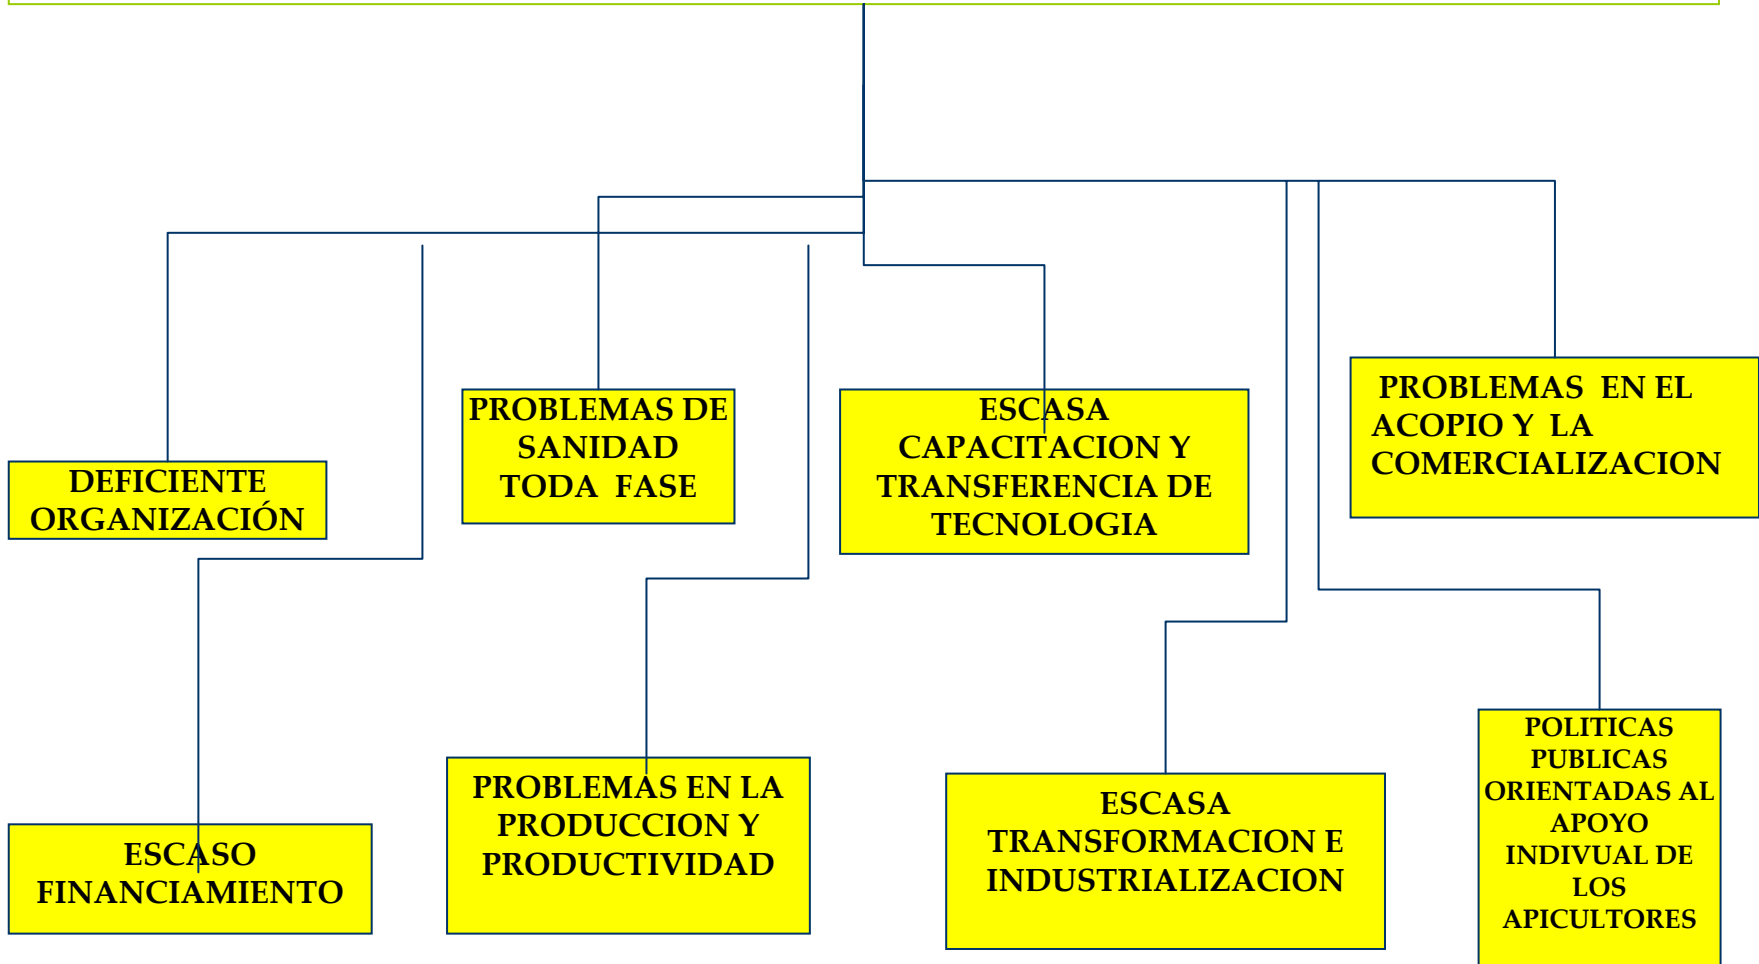 DEFICIENTE
ORGANIZACIÓN
PROBLEMAS DE
SANIDAD
TODA FASE
ESCASA
CAPACITACION Y
TRANSFERENCIA DE
TECNOLOGIA
PROBLEMAS EN EL
ACOPIO Y LA
COMERCIALIZACION
ESCASO
FINANCIAMIENTO
PROBLEMAS EN LA
PRODUCCION Y
PRODUCTIVIDAD
ESCASA
TRANSFORMACION E
INDUSTRIALIZACION
POLITICAS
PUBLICAS
ORIENTADAS AL
APOYO
INDIVUAL DE
LOS
APICULTORES